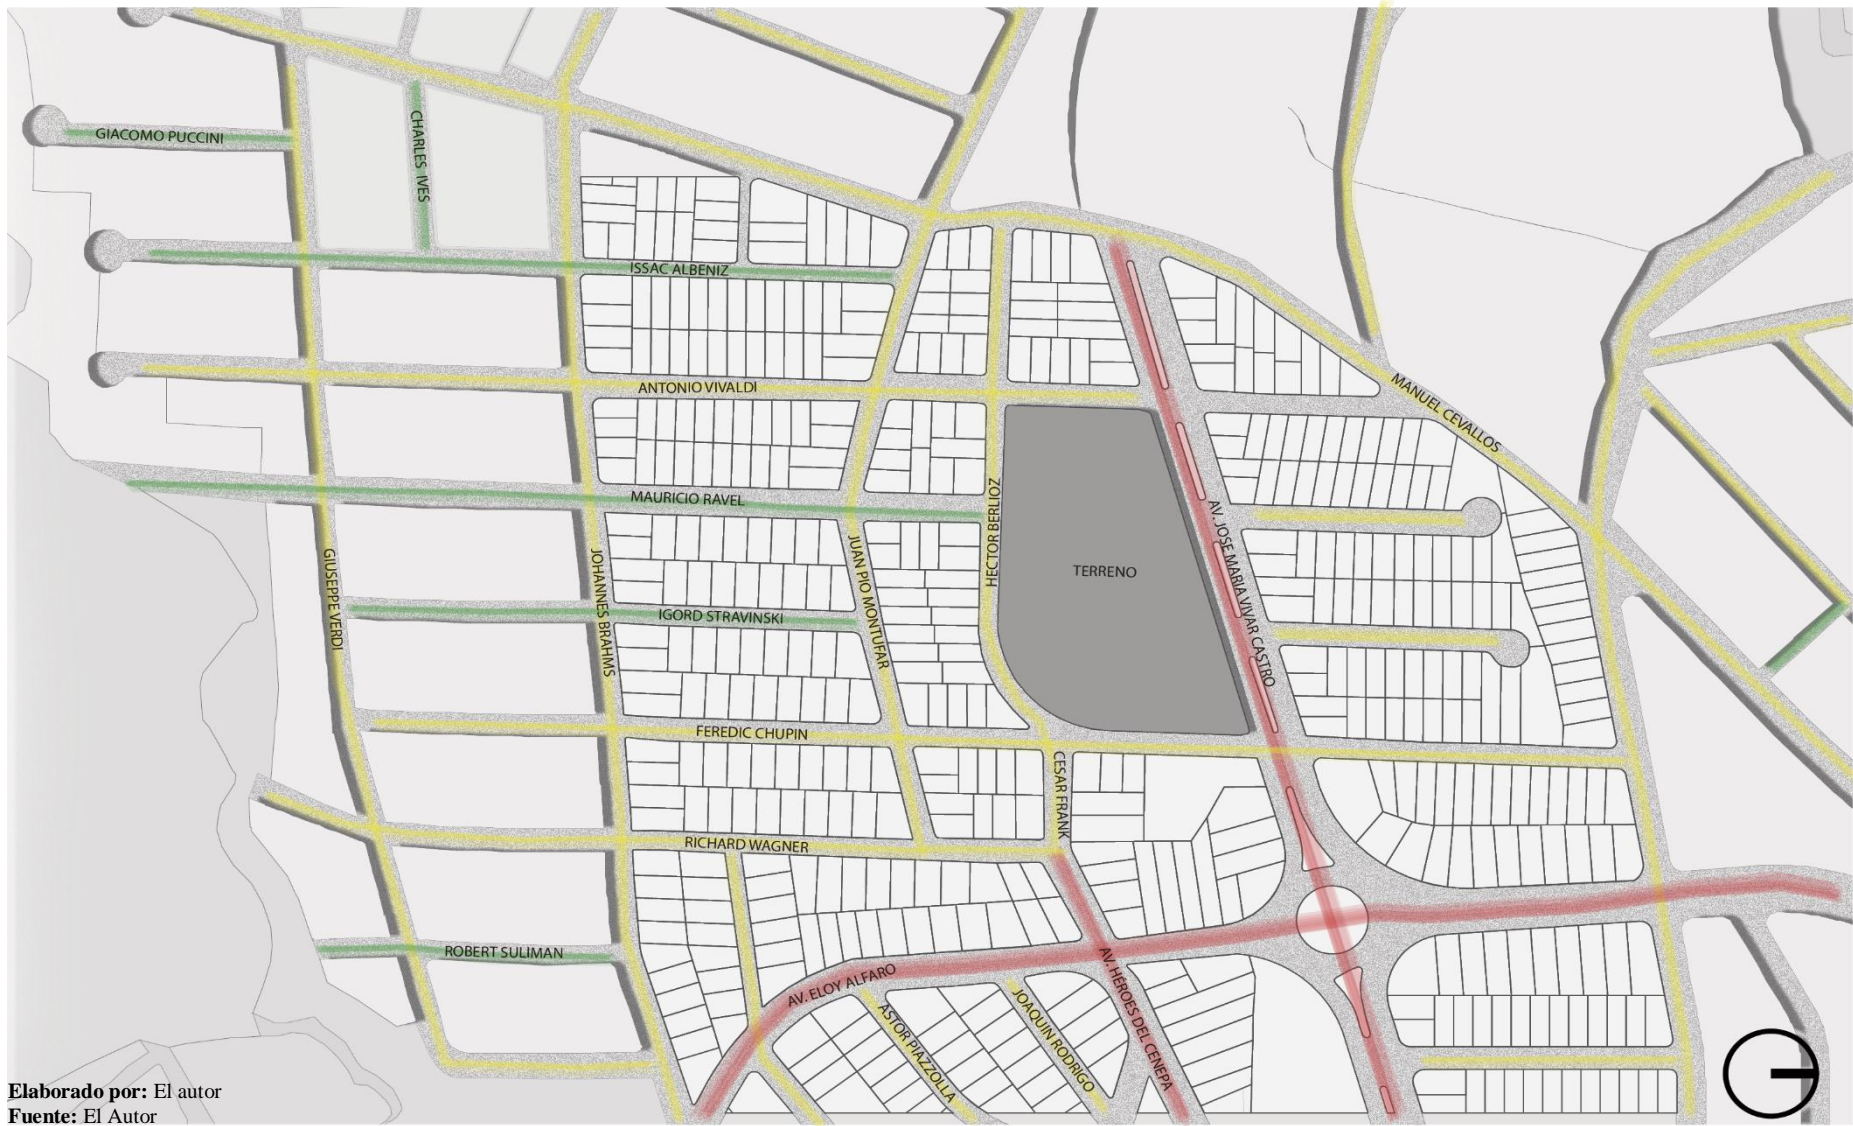 GIACOMO PUCCINI
CHARLES IVES
ISSAC ALBENIZ
ANTONIO VIVALDI
MANUEL CEVALLOS
MAURICIO RAVEL
HECTOR BERLIOZ
AV. JOSE MARIA VIVAR CASTRO
GIUSEPPE VERDI
JOHANNES BRAHMS
JUAN PIO MONTUFAR
TERRENO
IGORD STRAVINSKI
FEREDIC CHUPIN
CESAR FRANK
RICHARD WAGNER
ROBERT SULIMAN
AV. ELOY ALFARO
ASTOR PIAZZOLLA
JOAQUIN RODRIGO
AV. HÉROES DEL CENEPA
Elaborado por: El autor
Fuente: El Autor